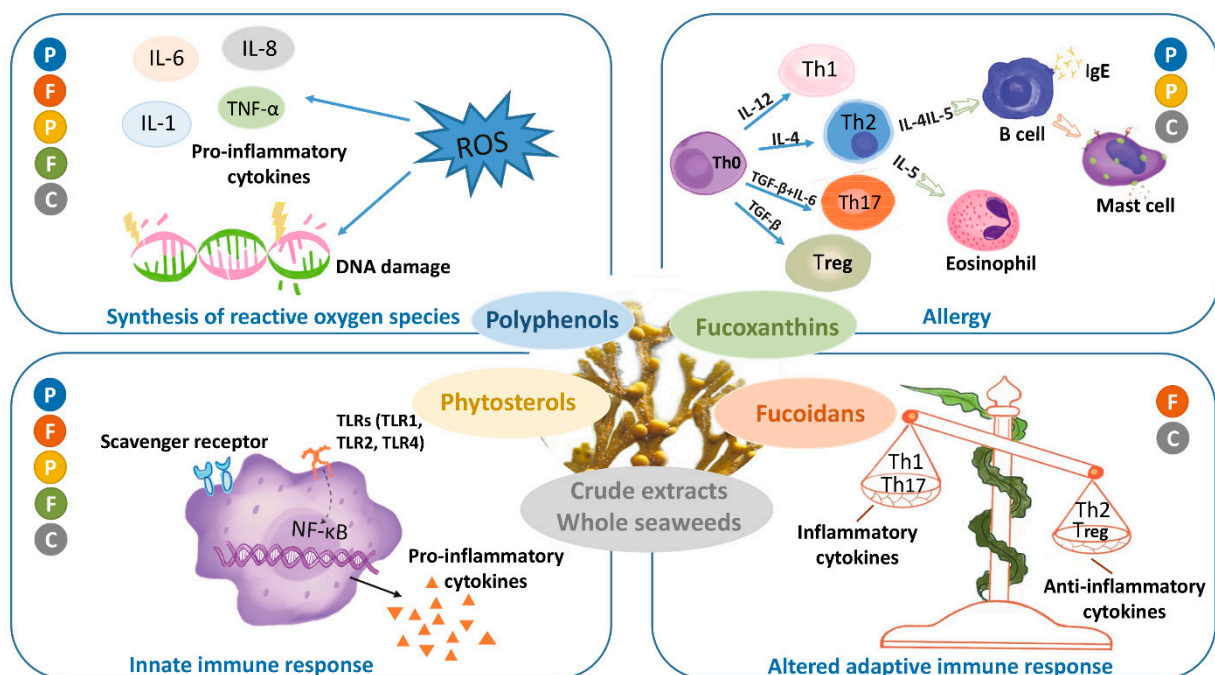 P
F
P
F
C
IL-6
IL-8
IL-1
TNF-α
Pro-inflammatory
cytokines
ROS
DNA damage
Synthesis of reactive oxygen species
Th0
IL-12
Th1
IL-4
Th2
TGF-β+IL-6
Th17
TGF-β
Treg
IL-4IL-5
B cell
IgE
IL-5
Eosinophil
Mast cell
P
P
C
Allergy
Polyphenols
Fucoxanthins
Phytosterols
Fucoidans
Crude extracts
Whole seaweeds
P
F
P
F
C
Scavenger receptor
TLRs (TLR1,
TLR2, TLR4)
NF-κB
Pro-inflammatory
cytokines
Innate immune response
F
C
Th1
Th17
Inflammatory
cytokines
Th2
Treg
Anti-inflammatory
cytokines
Altered adaptive immune response